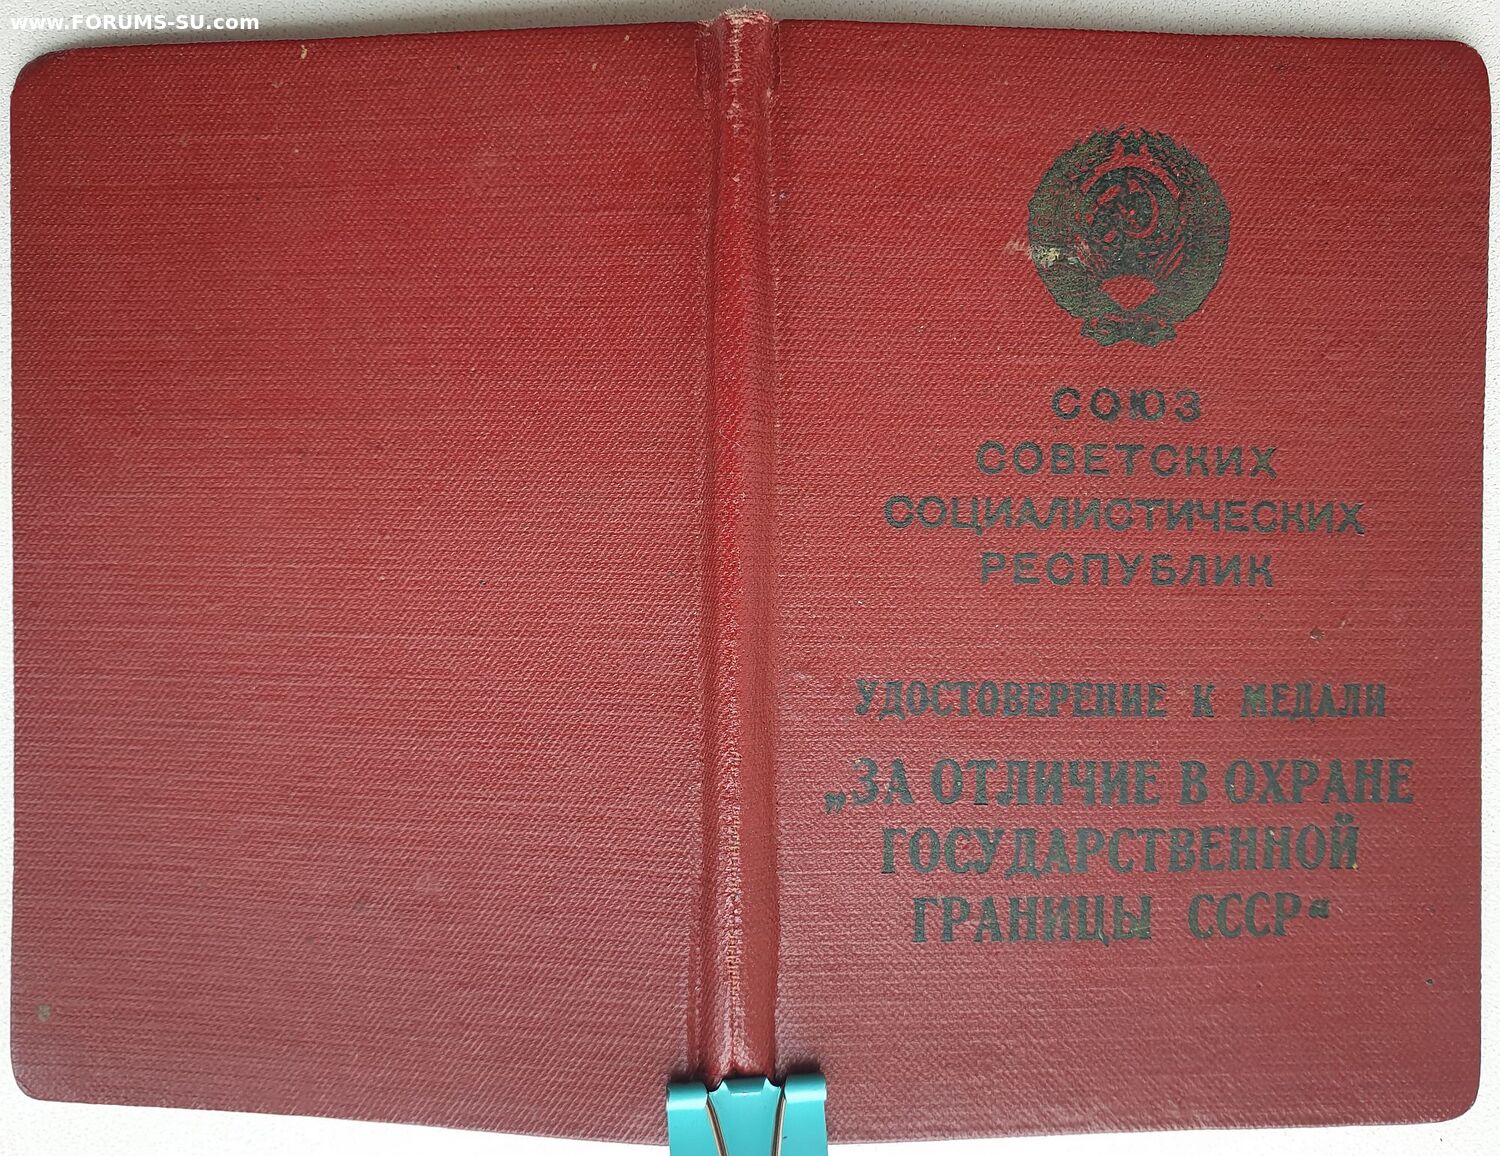 www.FORUMS-SU.com
СОЮЗ
СОВЕТСКИХ
СОЦИАЛИСТИЧЕСКИХ
РЕСПУБЛИК
УДОСТОВЕРЕНИЕ К МЕДАЛИ
„ЗА ОТЛИЧИЕ В ОХРАНЕ
ГОСУДАРСТВЕННОЙ
ГРАНИЦЫ СССР“